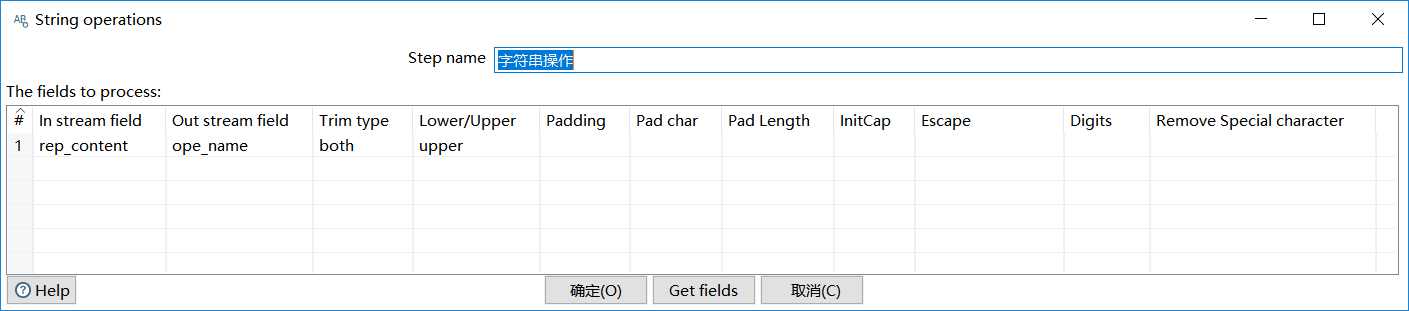 String operations
Step name 字符串操作
The fields to process:
# In stream field Out stream field Trim type Lower/Upper Padding Pad char Pad Length InitCap Escape Digits Remove Special character
1 rep_content ope_name both upper
Help 确定(O) Get fields 取消(C)